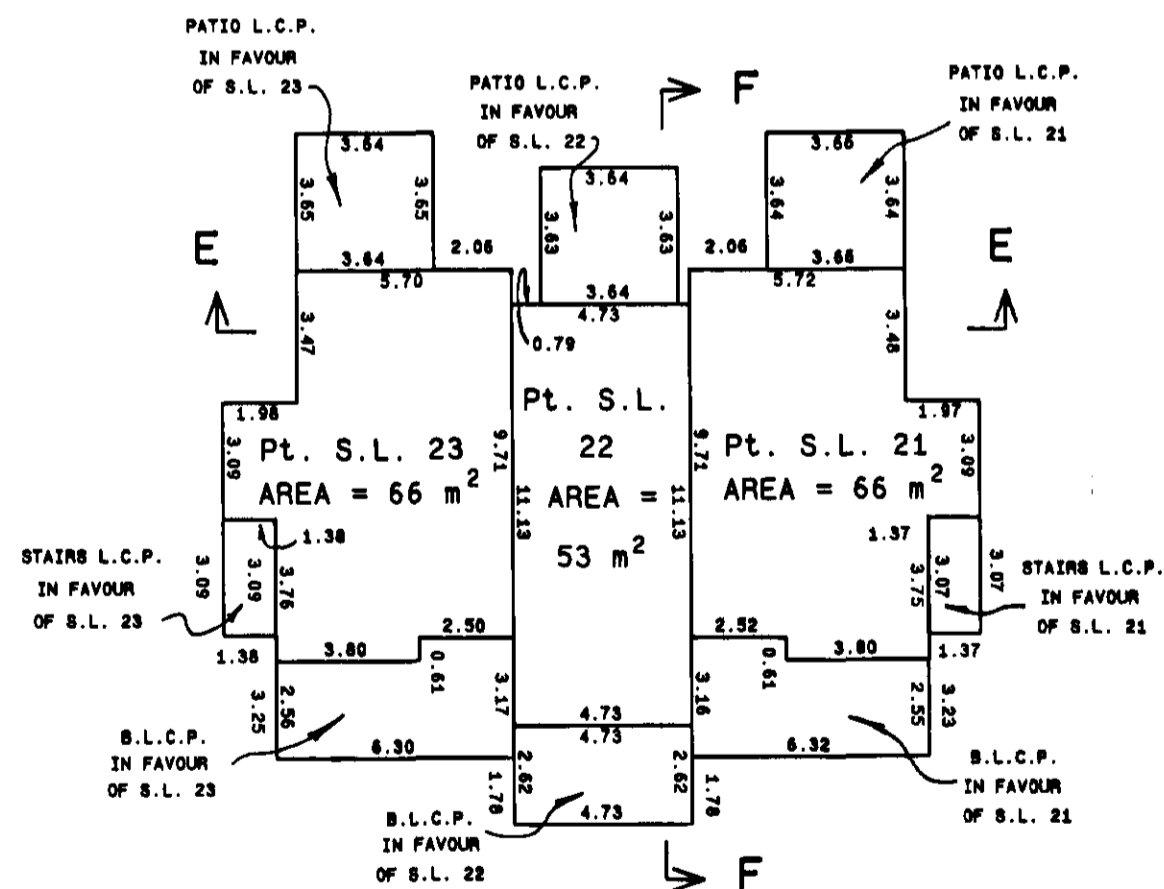 PATIO L.C.P.
IN FAVOUR
OF S.L. 23
PATIO L.C.P.
IN FAVOUR
OF S.L. 22
F
PATIO L.C.P.
IN FAVOUR
OF S.L. 21
3.64
3.65
3.65
3.64
5.70
2.06
3.64
3.63
3.63
3.64
4.73
0.79
2.06
3.66
3.64
3.64
3.66
5.72
E
E
3.47
3.48
1.98
3.09
1.97
3.09
Pt. S.L. 23
AREA = 66 m²
9.71
11.13
Pt. S.L.
22
AREA =
53 m²
9.71
11.13
Pt. S.L. 21
AREA = 66 m²
1.38
1.37
STAIRS L.C.P.
IN FAVOUR
OF S.L. 23
3.09
3.09
3.76
3.75
3.07
3.07
STAIRS L.C.P.
IN FAVOUR
OF S.L. 21
1.38
3.80
2.50
0.61
3.17
2.52
0.61
3.80
1.37
3.16
3.25
2.56
6.30
4.73
4.73
6.32
2.55
3.23
B.L.C.P.
IN FAVOUR
OF S.L. 23
1.78
2.62
4.73
2.62
1.78
B.L.C.P.
IN FAVOUR
OF S.L. 21
B.L.C.P.
IN FAVOUR
OF S.L. 22
F